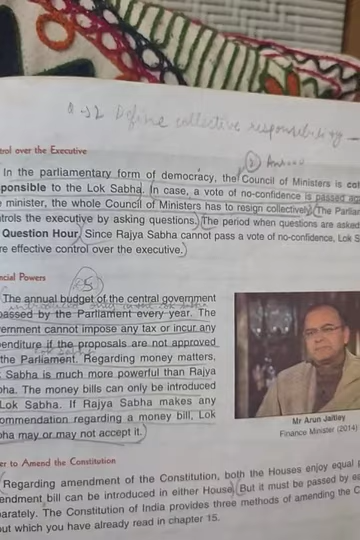 Q 32 Define collective responsibility
trol over the Executive
② Answer
In the parliamentary form of democracy, the Council of Ministers is col
sponsible to the Lok Sabha. In case, a vote of no-confidence is passed aga
e minister, the whole Council of Ministers has to resign collectively. The Parliam
ntrols the executive by asking questions. The period when questions are asked
Question Hour. Since Rajya Sabha cannot pass a vote of no-confidence, Lok S
re effective control over the executive.
ncial Powers
5
The annual budget of the central government
passed by the Parliament every year. The
ernment cannot impose any tax or incur any
enditure if the proposals are not approved
the Parliament. Regarding money matters,
Sabha is much more powerful than Rajya
bha. The money bills can only be introduced
Lok Sabha. If Rajya Sabha makes any
ommendation regarding a money bill, Lok
bha may or may not accept it.
Mr Arun Jaitley
Finance Minister (2014)
er to Amend the Constitution
Regarding amendment of the Constitution, both the Houses enjoy equal
endment bill can be introduced in either House. But it must be passed by ea
parately. The Constitution of India provides three methods of amending the C
out which you have already read in chapter 15.